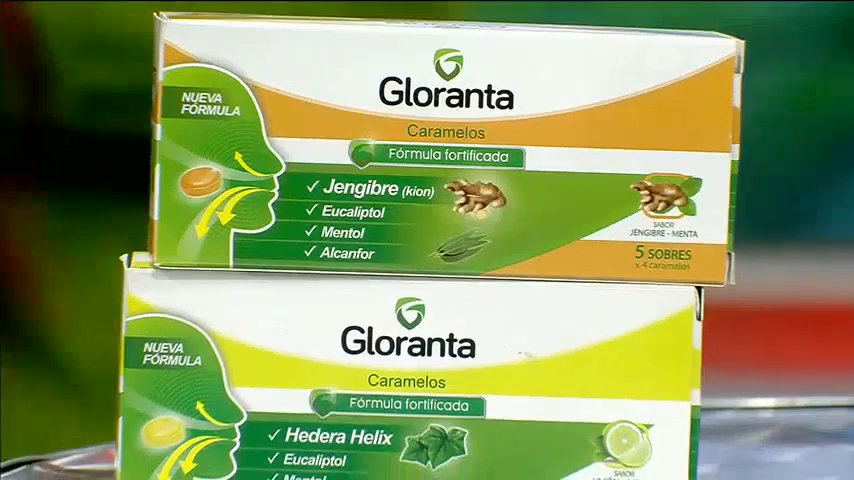 Gloranta
NUEVA
FÓRMULA
Caramelos
Fórmula fortificada
✓ Jengibre (kion)
✓ Eucaliptol
✓ Mentol
✓ Alcanfor
SABOR
JENGIBRE - MENTA
5 SOBRES
x 4 caramelos
Gloranta
NUEVA
FÓRMULA
Caramelos
Fórmula fortificada
✓ Hedera Helix
✓ Eucaliptol
✓ Mentol
SABOR